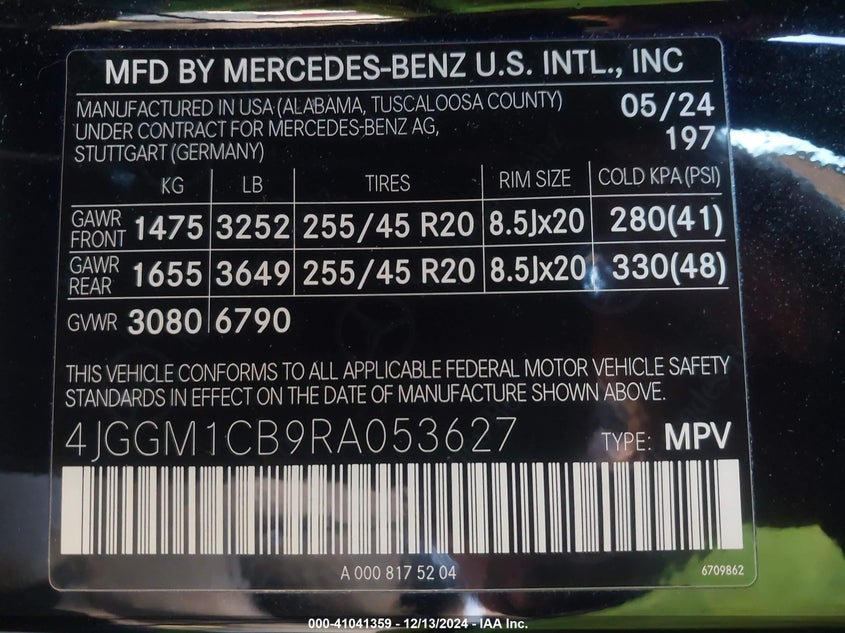 MFD BY MERCEDES-BENZ U.S. INTL., INC
MANUFACTURED IN USA (ALABAMA, TUSCALOOSA COUNTY) 05/24
UNDER CONTRACT FOR MERCEDES-BENZ AG, 197
STUTTGART (GERMANY)
KG LB TIRES RIM SIZE COLD KPA (PSI)
GAWR FRONT 1475 3252 255/45 R20 8.5Jx20 280(41)
GAWR REAR 1655 3649 255/45 R20 8.5Jx20 330(48)
GVWR 3080 6790
THIS VEHICLE CONFORMS TO ALL APPLICABLE FEDERAL MOTOR VEHICLE SAFETY
STANDARDS IN EFFECT ON THE DATE OF MANUFACTURE SHOWN ABOVE.
4JGGM1CB9RA053627 TYPE: MPV
A 000 817 52 04 6709862
000-41041359 - 12/13/2024 - IAA Inc.